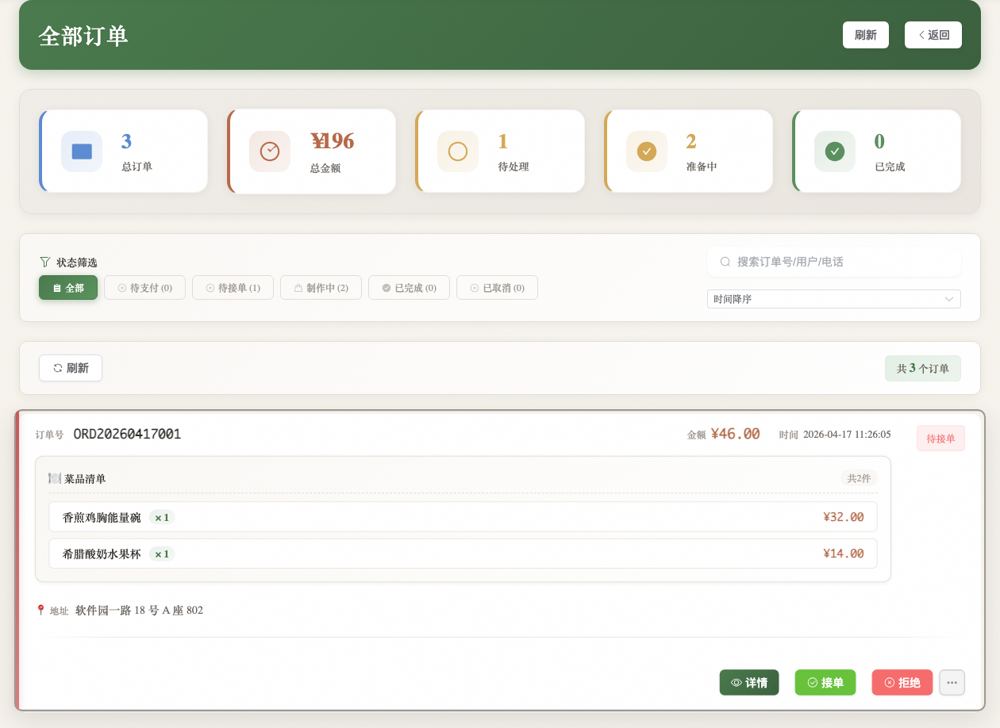 全部订单
刷新
返回
3
总订单
¥196
总金额
1
待处理
2
准备中
0
已完成
状态筛选
全部
待支付 (0)
待接单 (1)
制作中 (2)
已完成 (0)
已取消 (0)
搜索订单号/用户/电话
时间降序
刷新
共 3 个订单
订单号 ORD20260417001
金额 ¥46.00
时间 2026-04-17 11:26:05
待接单
菜品清单
共2件
香煎鸡胸能量碗 × 1 ¥32.00
希腊酸奶水果杯 × 1 ¥14.00
地址 软件园一路 18 号 A 座 802
详情
接单
拒绝